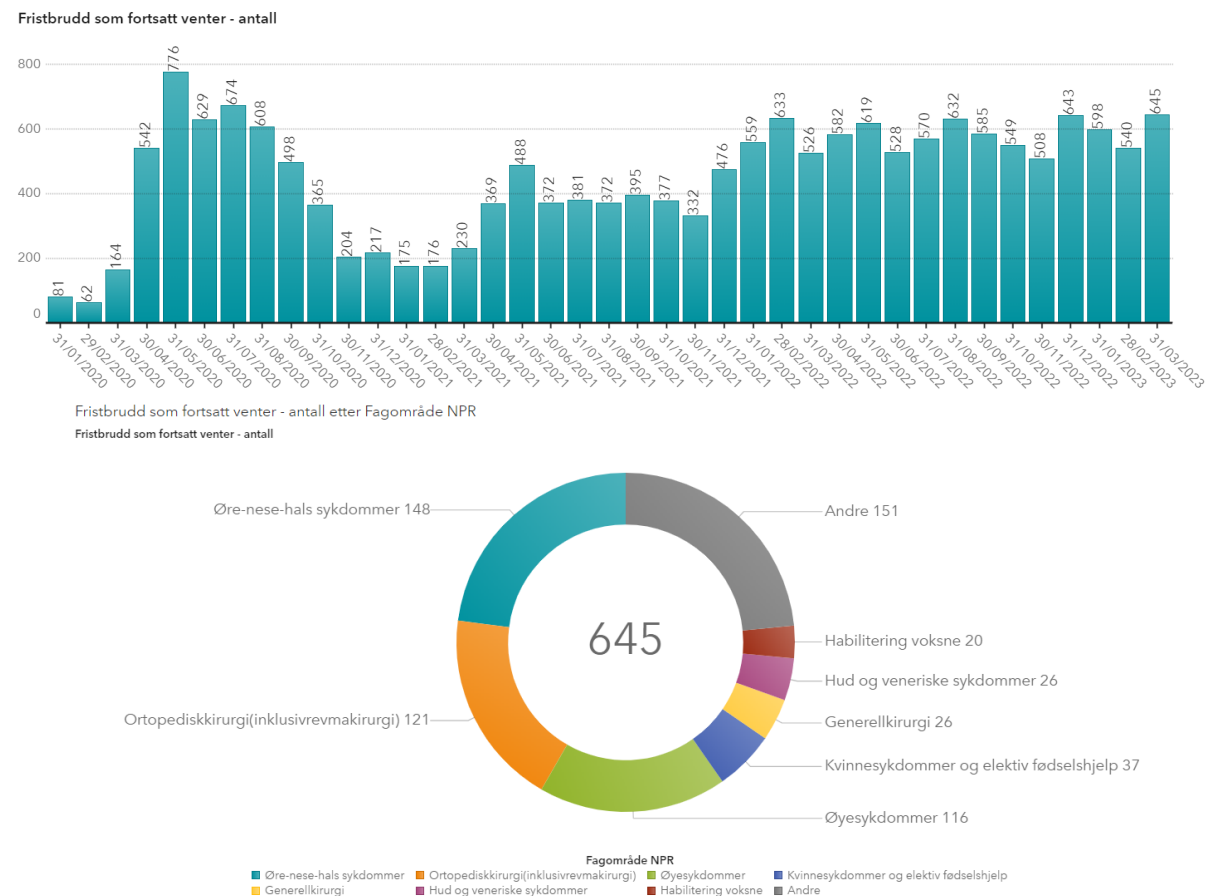 Fristbrudd som fortsatt venter - antall
800
600
400
200
0
81 62 164 542 776 629 674 608 498 365 204 217 175 176 230 369 488 372 381 372 395 377 332 476 559 633 526 582 619 528 570 632 585 549 508 643 598 540 645
31/01/2020 29/02/2020 31/03/2020 30/04/2020 31/05/2020 30/06/2020 31/07/2020 31/08/2020 30/09/2020 31/10/2020 30/11/2020 31/12/2020 31/01/2021 28/02/2021 31/03/2021 30/04/2021 31/05/2021 30/06/2021 31/07/2021 31/08/2021 30/09/2021 31/10/2021 30/11/2021 31/12/2021 31/01/2022 28/02/2022 31/03/2022 30/04/2022 31/05/2022 30/06/2022 31/07/2022 31/08/2022 30/09/2022 31/10/2022 30/11/2022 31/12/2022 31/01/2023 28/02/2023 31/03/2023
Fristbrudd som fortsatt venter - antall etter Fagområde NPR
Fristbrudd som fortsatt venter - antall
Øre-nese-hals sykdommer 148
Andre 151
645
Habilitering voksne 20
Hud og veneriske sykdommer 26
Ortopediskkirurgi(inklusivrevmakirurgi) 121
Generellkirurgi 26
Kvinnesykdommer og elektiv fødselshjelp 37
Øyesykdommer 116
Fagområde NPR
Øre-nese-hals sykdommer Ortopediskkirurgi(inklusivrevmakirurgi) Øyesykdommer Kvinnesykdommer og elektiv fødselshjelp
Generellkirurgi Hud og veneriske sykdommer Habilitering voksne Andre